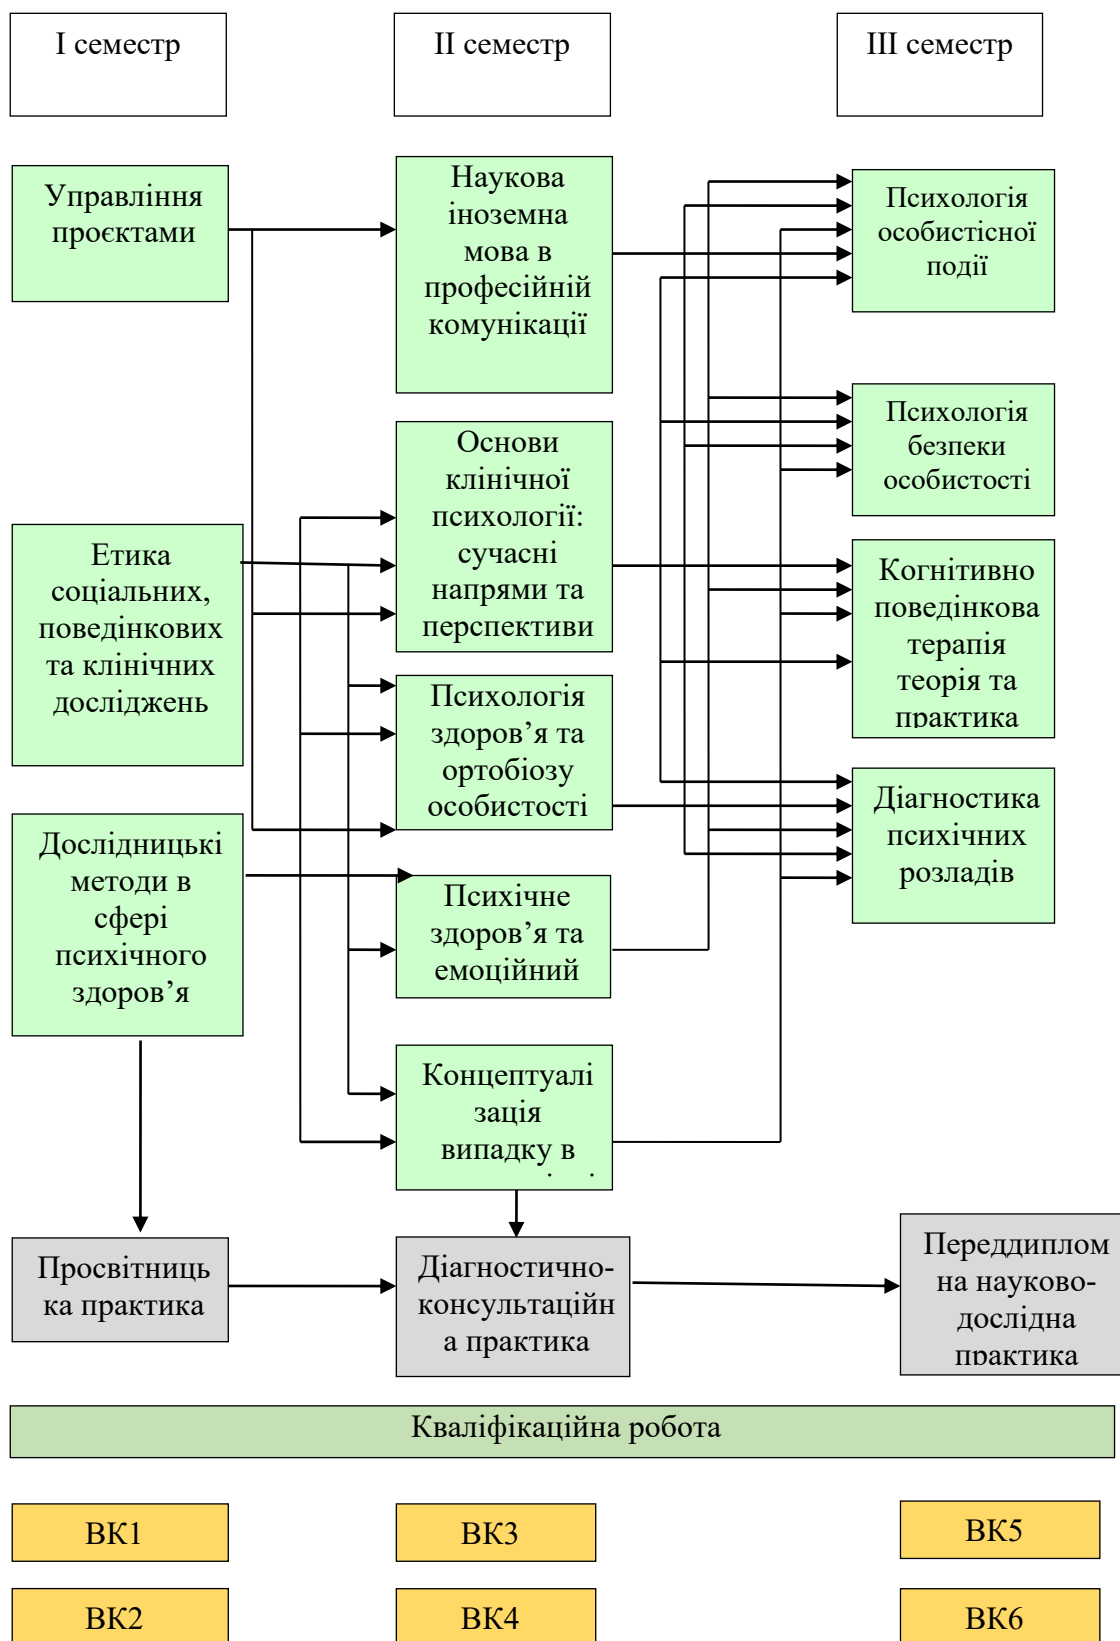 І семестр
ІІ семестр
ІІІ семестр
Управління
проєктами
Етика
соціальних,
поведінкових
та клінічних
досліджень
Дослідницькі
методи в
сфері
психічного
здоров’я
Просвітниць
ка практика
Наукова
іноземна
мова в
професійній
комунікації
Основи
клінічної
психології:
сучасні
напрями та
перспективи
Психологія
здоров’я та
ортобіозу
особистості
Психічне
здоров’я та
емоційний
Концептуалі
зація
випадку в
Діагностично-
консультаційн
а практика
Психологія
особистісної
події
Психологія
безпеки
особистості
Когнітивно
поведінкова
терапія
теорія та
практика
Діагностика
психічних
розладів
Переддиплом
на науково-
дослідна
практика
Кваліфікаційна робота
ВК1
ВК3
ВК5
ВК2
ВК4
ВК6